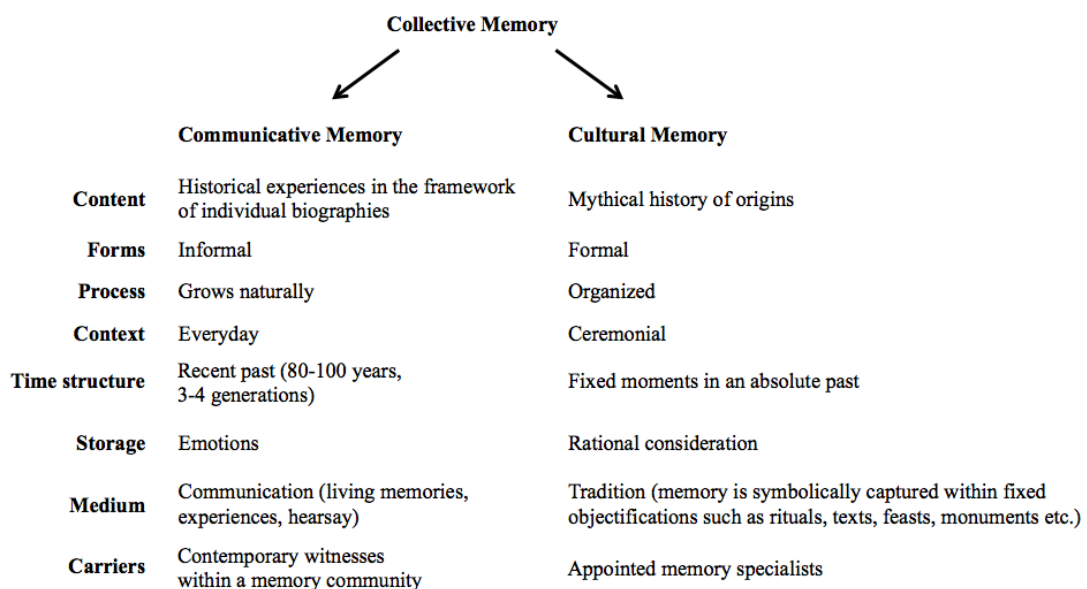 Collective Memory
Communicative Memory Cultural Memory
Content Historical experiences in the framework of individual biographies Mythical history of origins
Forms Informal Formal
Process Grows naturally Organized
Context Everyday Ceremonial
Time structure Recent past (80-100 years, 3-4 generations) Fixed moments in an absolute past
Storage Emotions Rational consideration
Medium Communication (living memories, experiences, hearsay) Tradition (memory is symbolically captured within fixed objectifications such as rituals, texts, feasts, monuments etc.)
Carriers Contemporary witnesses within a memory community Appointed memory specialists